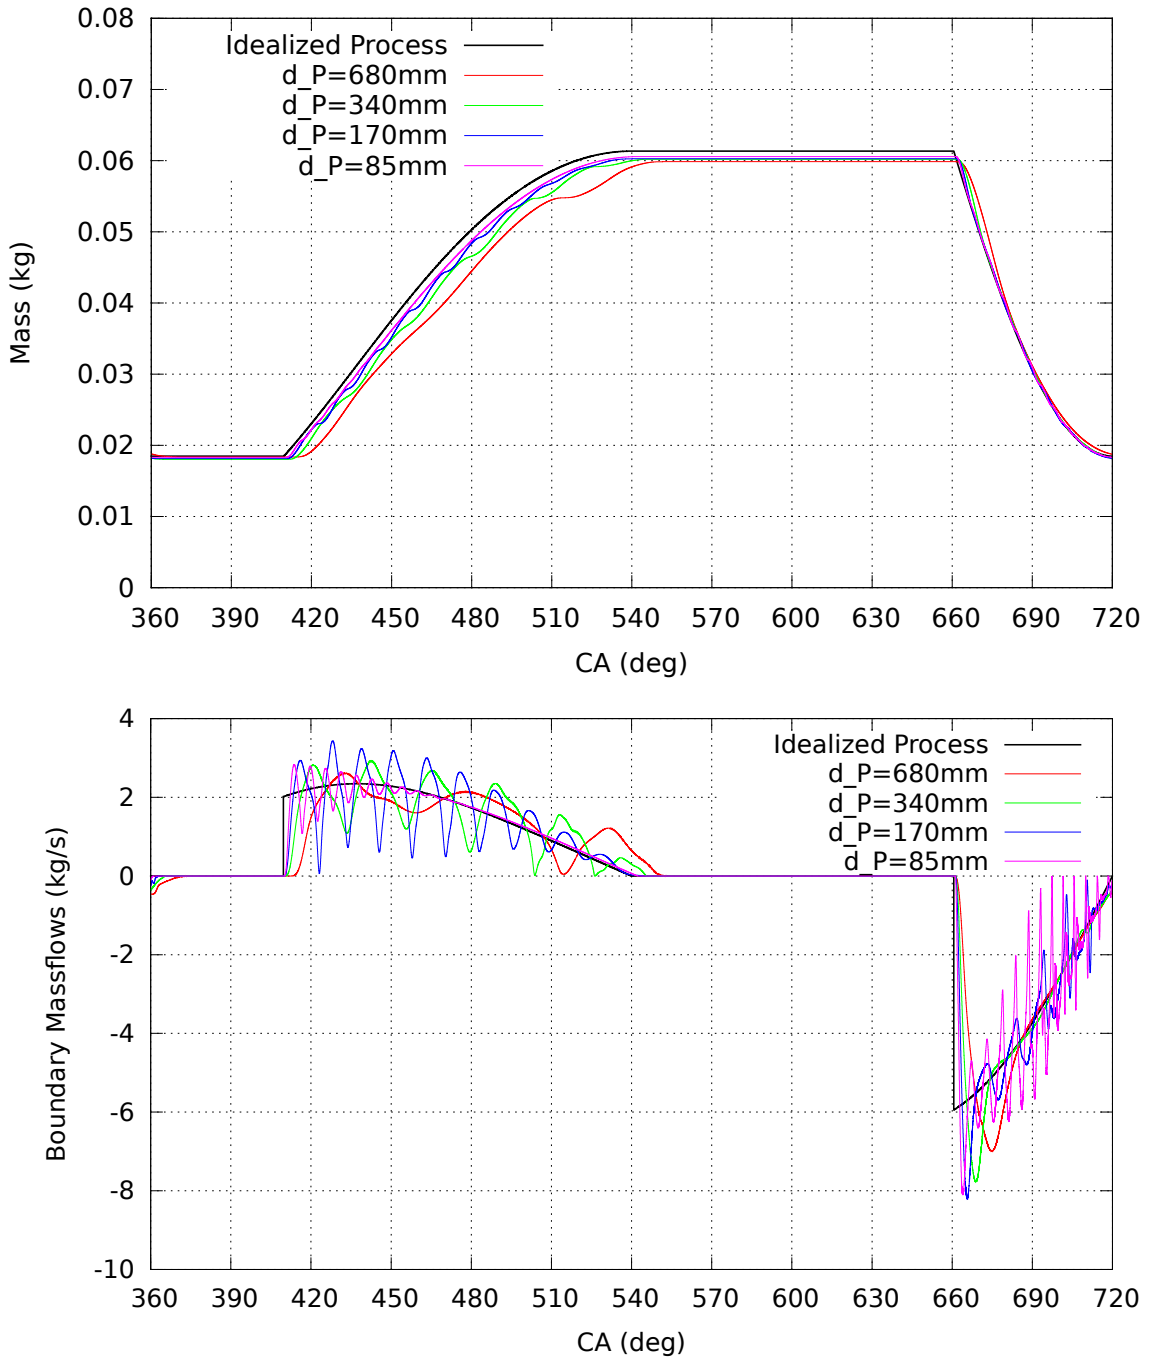 0.08
0.07
0.06
0.05
0.04
0.03
0.02
0.01
0
Mass (kg)
Idealized Process
d_P=680mm
d_P=340mm
d_P=170mm
d_P=85mm
360 390 420 450 480 510 540 570 600 630 660 690 720
CA (deg)
4
2
0
-2
-4
-6
-8
-10
Boundary Massflows (kg/s)
Idealized Process
d_P=680mm
d_P=340mm
d_P=170mm
d_P=85mm
360 390 420 450 480 510 540 570 600 630 660 690 720
CA (deg)